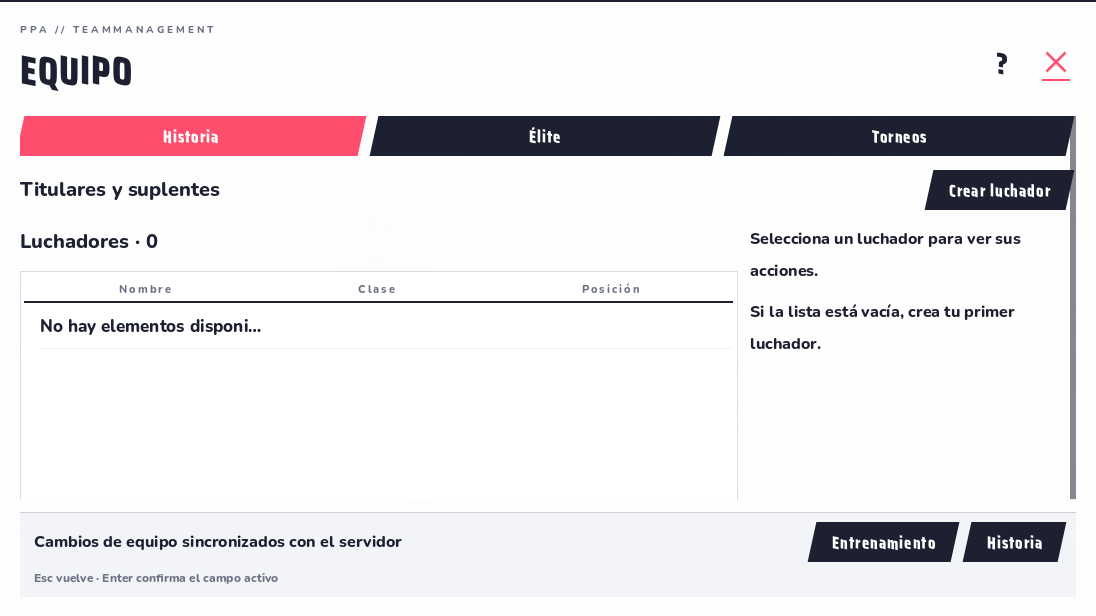 PPA // TEAMMANAGEMENT
EQUIPO
?
Historia
Élite
Torneos
Titulares y suplentes
Crear luchador
Luchadores · 0
Nombre
Clase
Posición
No hay elementos disponi...
Selecciona un luchador para ver sus
acciones.
Si la lista está vacía, crea tu primer
luchador.
Cambios de equipo sincronizados con el servidor
Esc vuelve · Enter confirma el campo activo
Entrenamiento
Historia